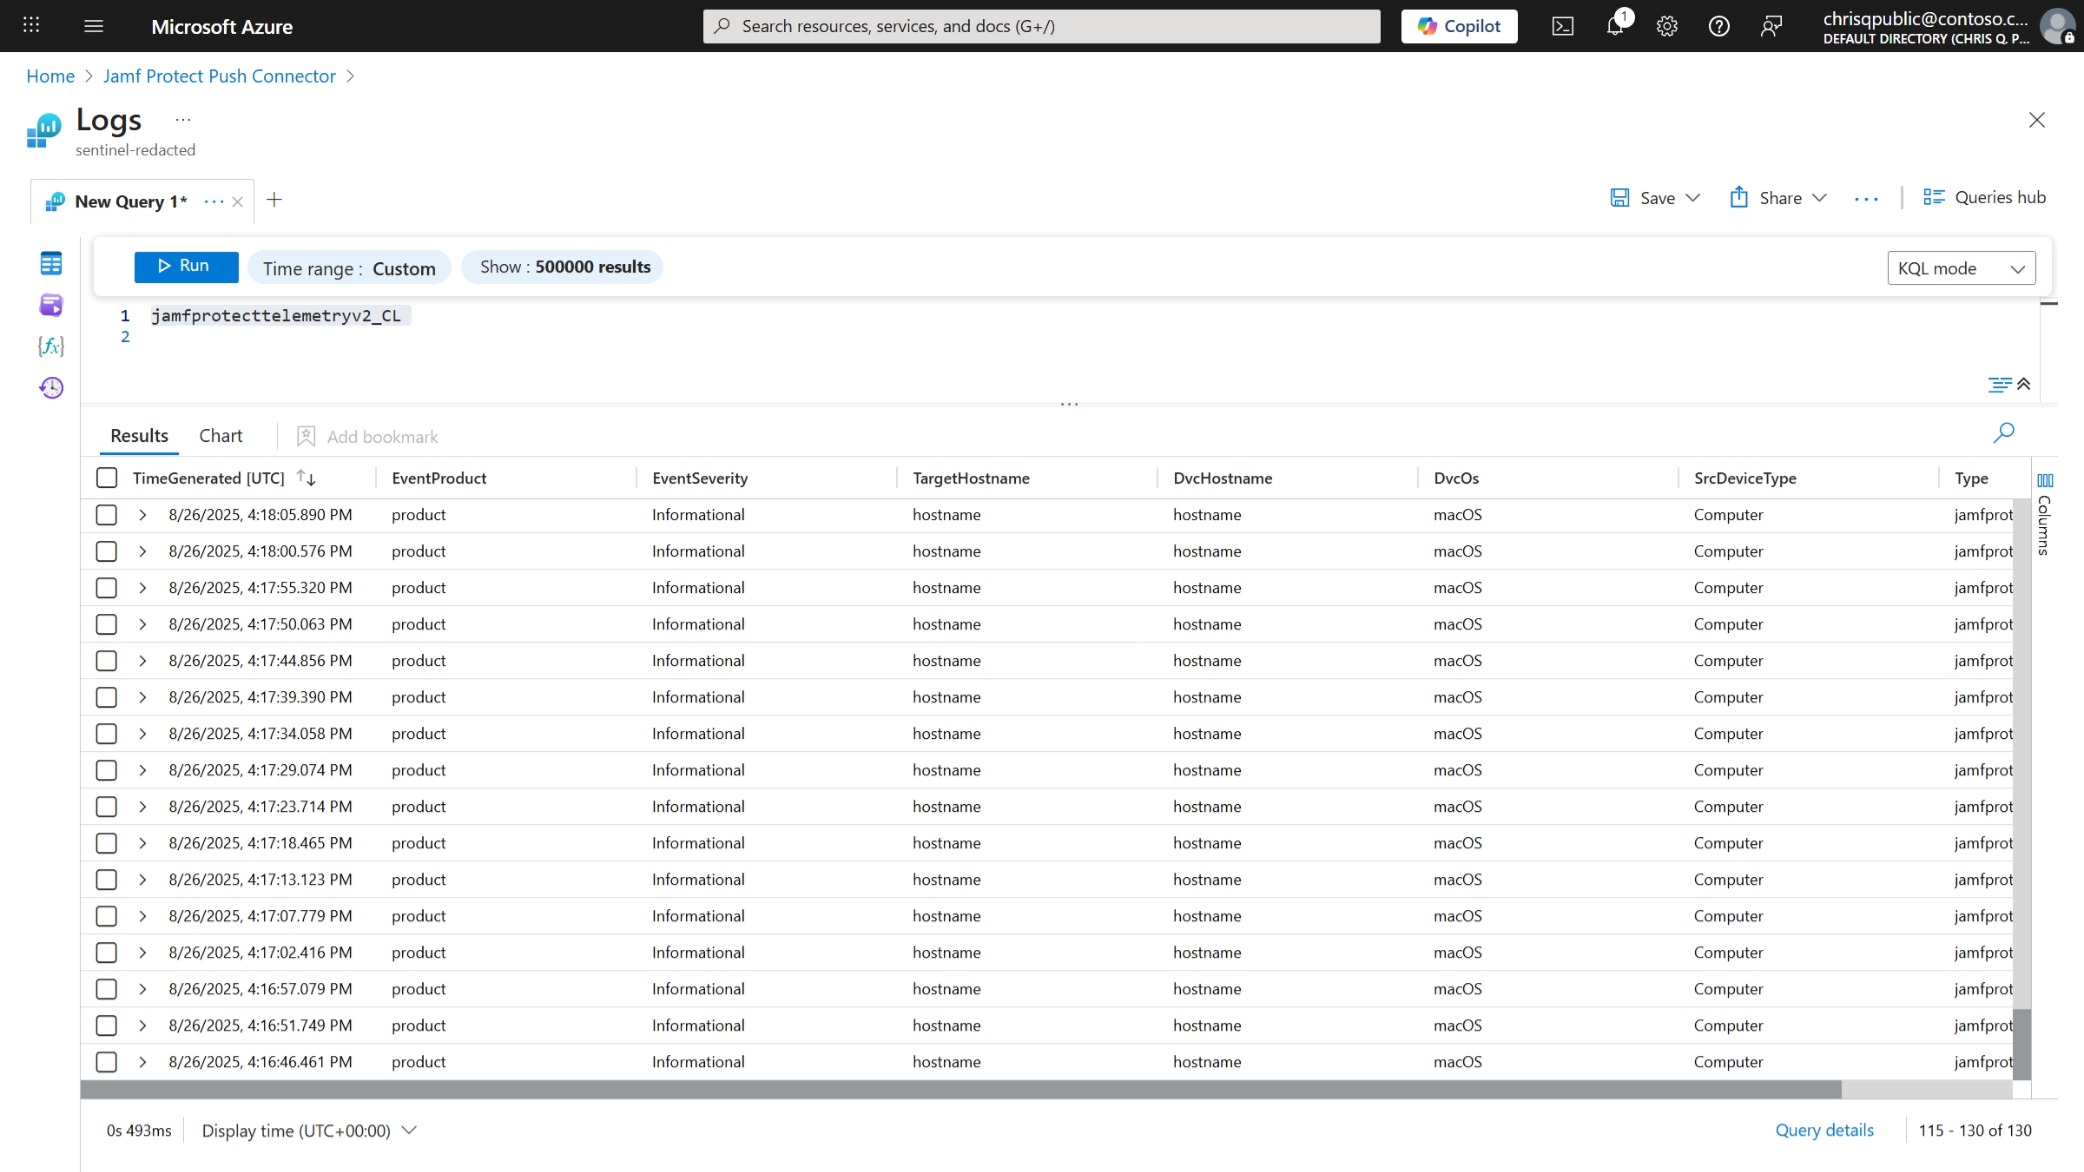 Microsoft Azure
Search resources, services, and docs (G+/)
Copilot
1
chrisqpublic@contoso.c...
DEFAULT DIRECTORY (CHRIS Q. P...
Home > Jamf Protect Push Connector >
Logs ...
sentinel-redacted
New Query 1* ...
Save
Share
...
Queries hub
Run
Time range : Custom
Show : 500000 results
KQL mode
1 jamfprotecttelemetryv2_CL
2
...
{fx}
Results
Chart
Add bookmark
TimeGenerated [UTC] EventProduct EventSeverity TargetHostname DvcHostname DvcOs SrcDeviceType Type
Columns
8/26/2025, 4:18:05.890 PM product Informational hostname hostname macOS Computer jamfprot
8/26/2025, 4:18:00.576 PM product Informational hostname hostname macOS Computer jamfprot
8/26/2025, 4:17:55.320 PM product Informational hostname hostname macOS Computer jamfprot
8/26/2025, 4:17:50.063 PM product Informational hostname hostname macOS Computer jamfprot
8/26/2025, 4:17:44.856 PM product Informational hostname hostname macOS Computer jamfprot
8/26/2025, 4:17:39.390 PM product Informational hostname hostname macOS Computer jamfprot
8/26/2025, 4:17:34.058 PM product Informational hostname hostname macOS Computer jamfprot
8/26/2025, 4:17:29.074 PM product Informational hostname hostname macOS Computer jamfprot
8/26/2025, 4:17:23.714 PM product Informational hostname hostname macOS Computer jamfprot
8/26/2025, 4:17:18.465 PM product Informational hostname hostname macOS Computer jamfprot
8/26/2025, 4:17:13.123 PM product Informational hostname hostname macOS Computer jamfprot
8/26/2025, 4:17:07.779 PM product Informational hostname hostname macOS Computer jamfprot
8/26/2025, 4:17:02.416 PM product Informational hostname hostname macOS Computer jamfprot
8/26/2025, 4:16:57.079 PM product Informational hostname hostname macOS Computer jamfprot
8/26/2025, 4:16:51.749 PM product Informational hostname hostname macOS Computer jamfprot
8/26/2025, 4:16:46.461 PM product Informational hostname hostname macOS Computer jamfprot
0s 493ms
Display time (UTC+00:00)
Query details
115 - 130 of 130